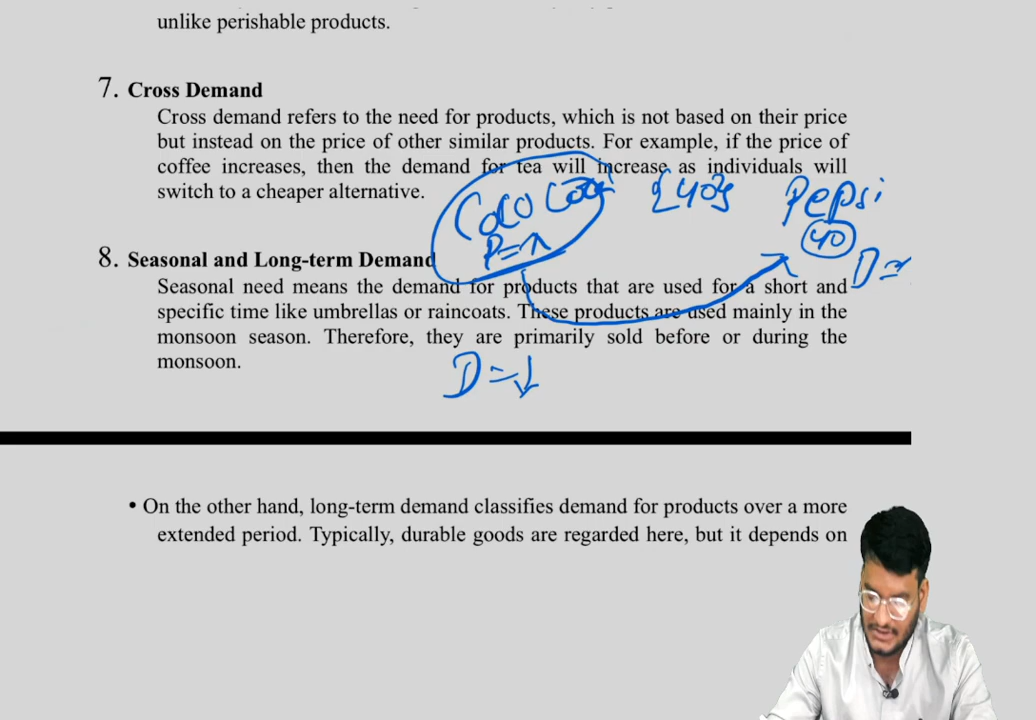 unlike perishable products.
7. Cross Demand
Cross demand refers to the need for products, which is not based on their price
but instead on the price of other similar products. For example, if the price of
coffee increases, then the demand for tea will increase as individuals will
switch to a cheaper alternative.
{40} Pepsi
P=↑
40
D=
8. Seasonal and Long-term Demand
Seasonal need means the demand for products that are used for a short and
specific time like umbrellas or raincoats. These products are used mainly in the
monsoon season. Therefore, they are primarily sold before or during the
monsoon.
D=↓
• On the other hand, long-term demand classifies demand for products over a more
extended period. Typically, durable goods are regarded here, but it depends on